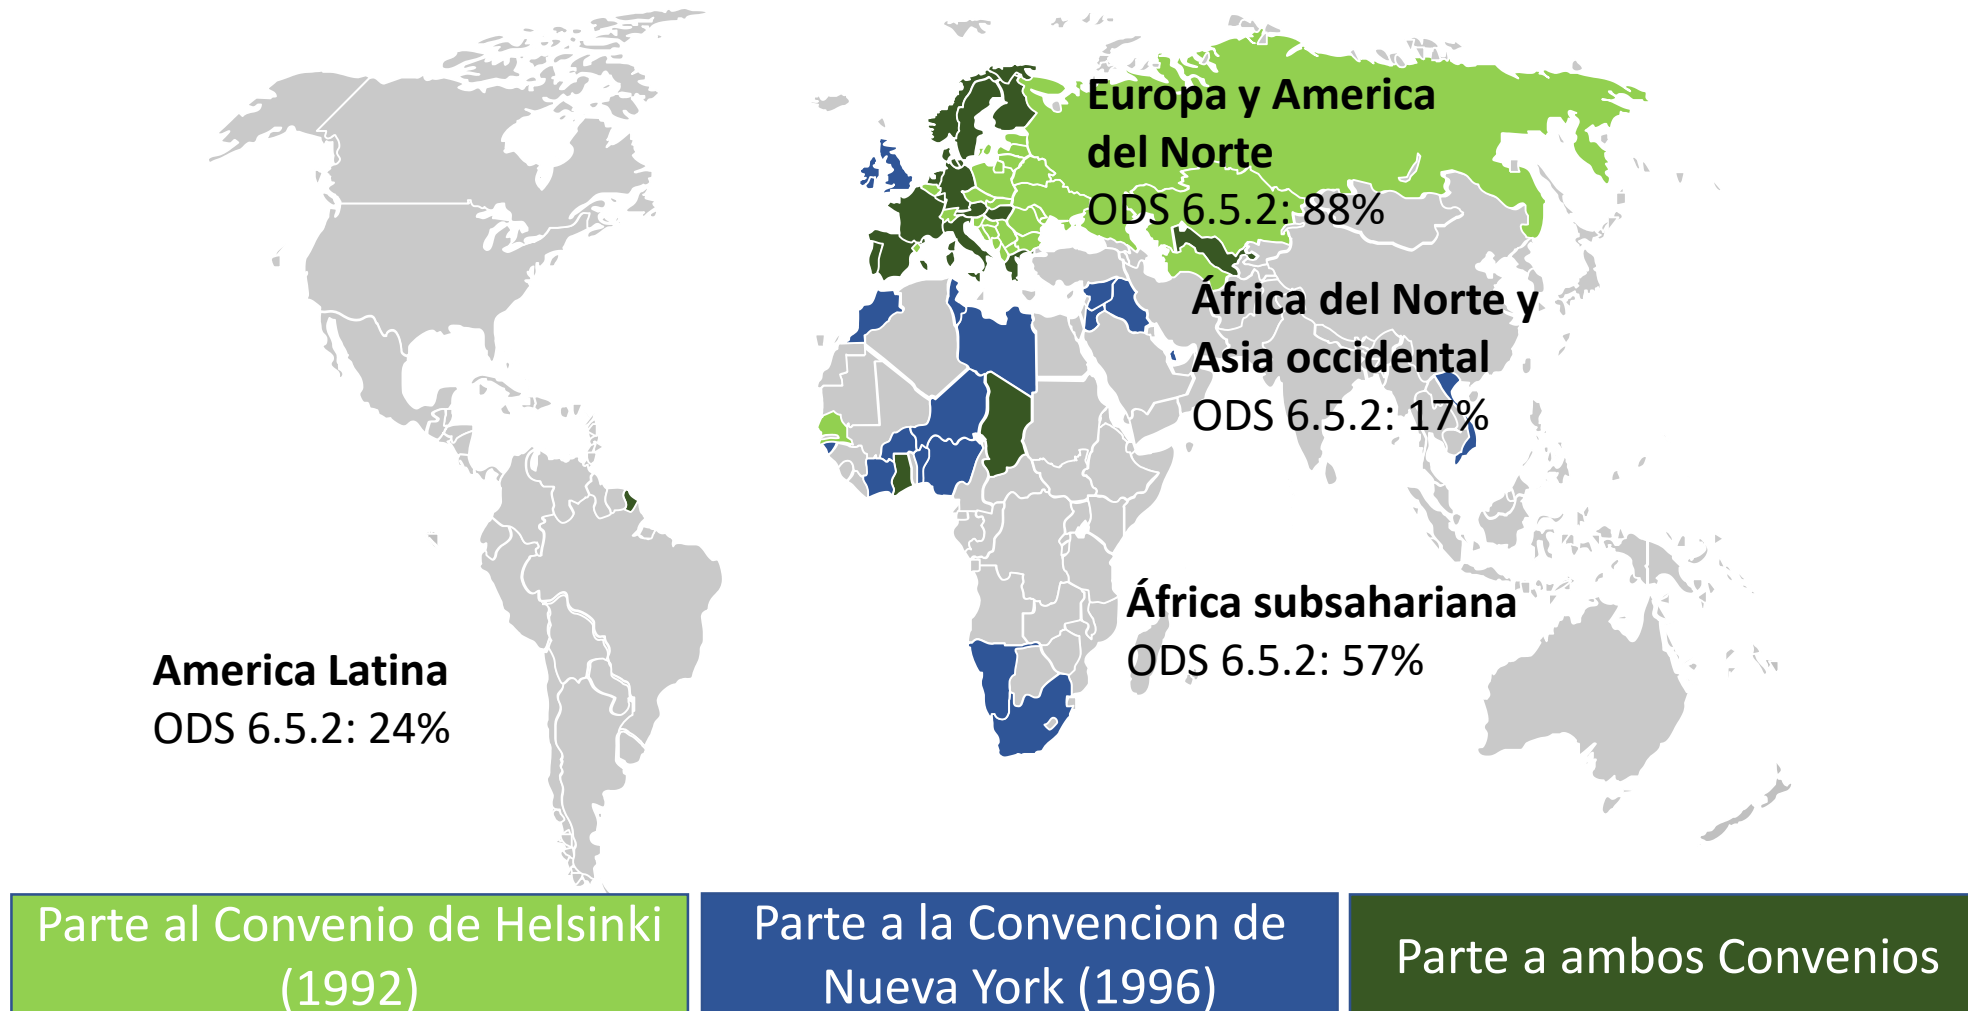 Europa y America
del Norte
ODS 6.5.2: 88%
África del Norte y
Asia occidental
ODS 6.5.2: 17%
África subsahariana
ODS 6.5.2: 57%
America Latina
ODS 6.5.2: 24%
Parte al Convenio de Helsinki
(1992)
Parte a la Convencion de
Nueva York (1996)
Parte a ambos Convenios